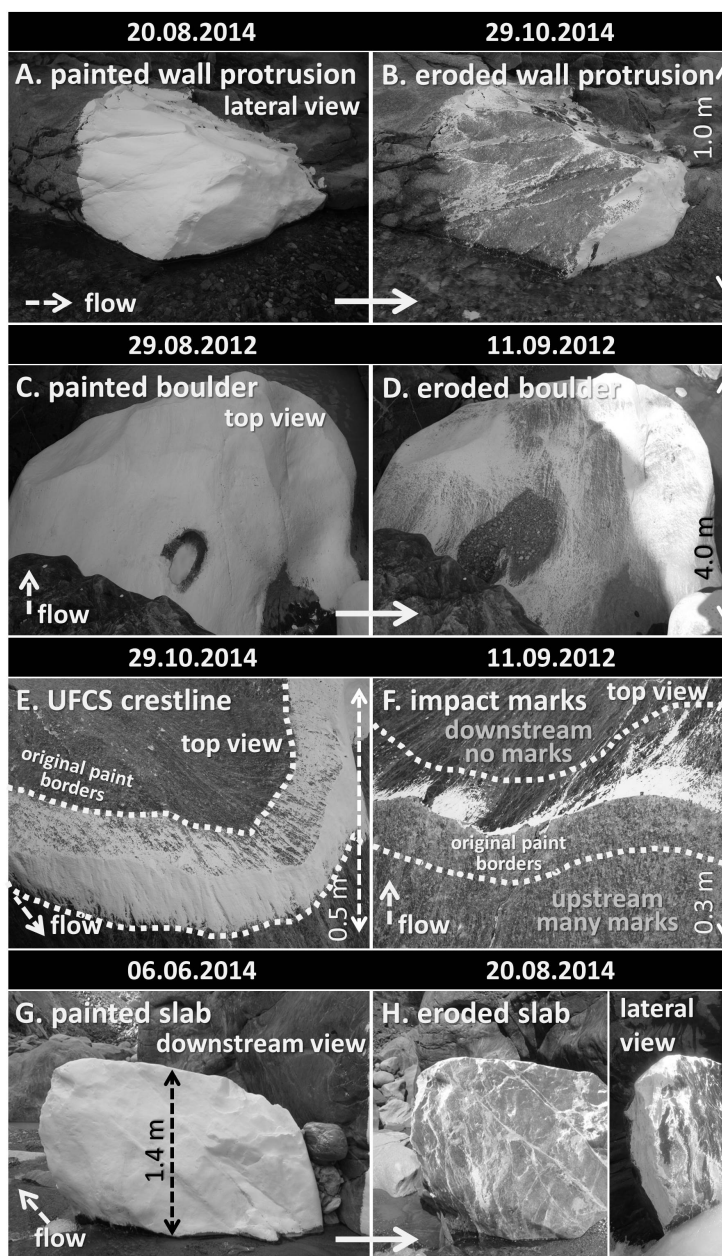 20.08.2014
29.10.2014
A. painted wall protrusion
lateral view
flow
B. eroded wall protrusion
1.0 m
29.08.2012
11.09.2012
C. painted boulder
top view
flow
D. eroded boulder
4.0 m
29.10.2014
11.09.2012
E. UFCS crestline
top view
original paint
borders
flow
0.5 m
F. impact marks
top view
downstream
no marks
original paint
borders
flow
upstream
many marks
0.3 m
06.06.2014
20.08.2014
G. painted slab
downstream view
1.4 m
flow
H. eroded slab
lateral
view